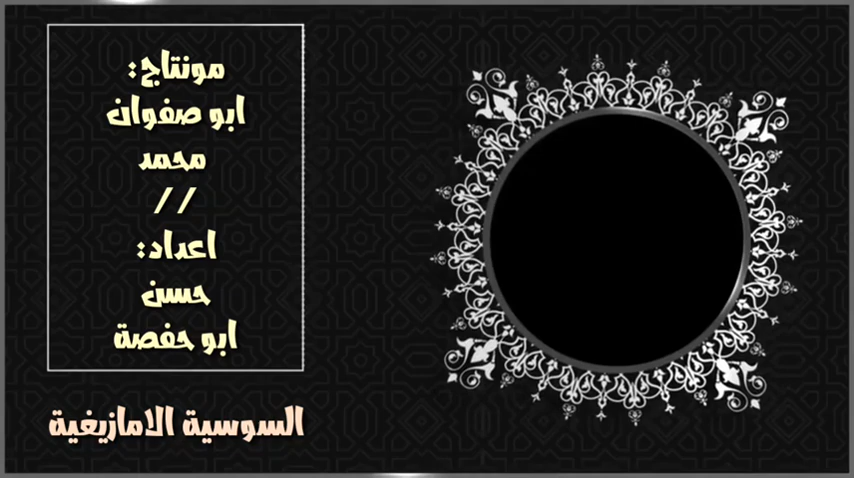 مونتاج:
ابو صفوان
محمد
//
اعداد:
حسن
ابو حفصة
السوسية الامازيغية